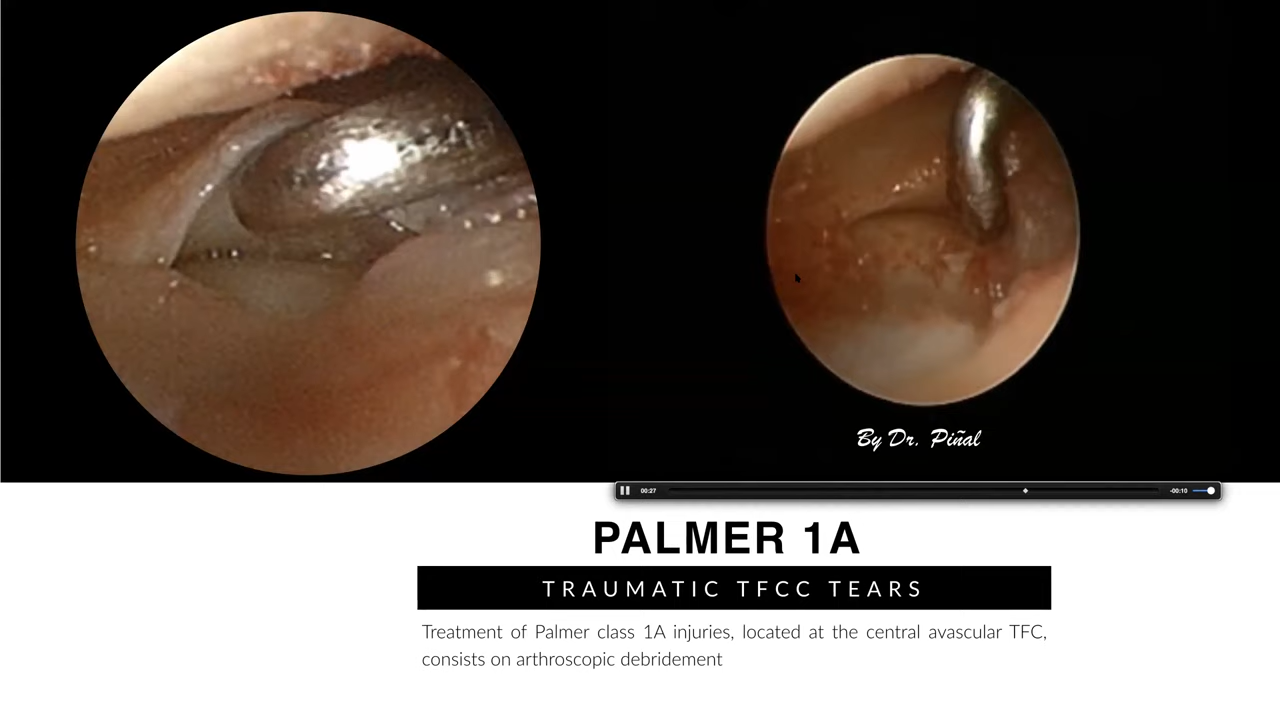 By Dr. Piñal
00:27
-00:10
PALMER 1A
TRAUMATIC TFCC TEARS
Treatment of Palmer class 1A injuries, located at the central avascular TFC,
consists on arthroscopic debridement